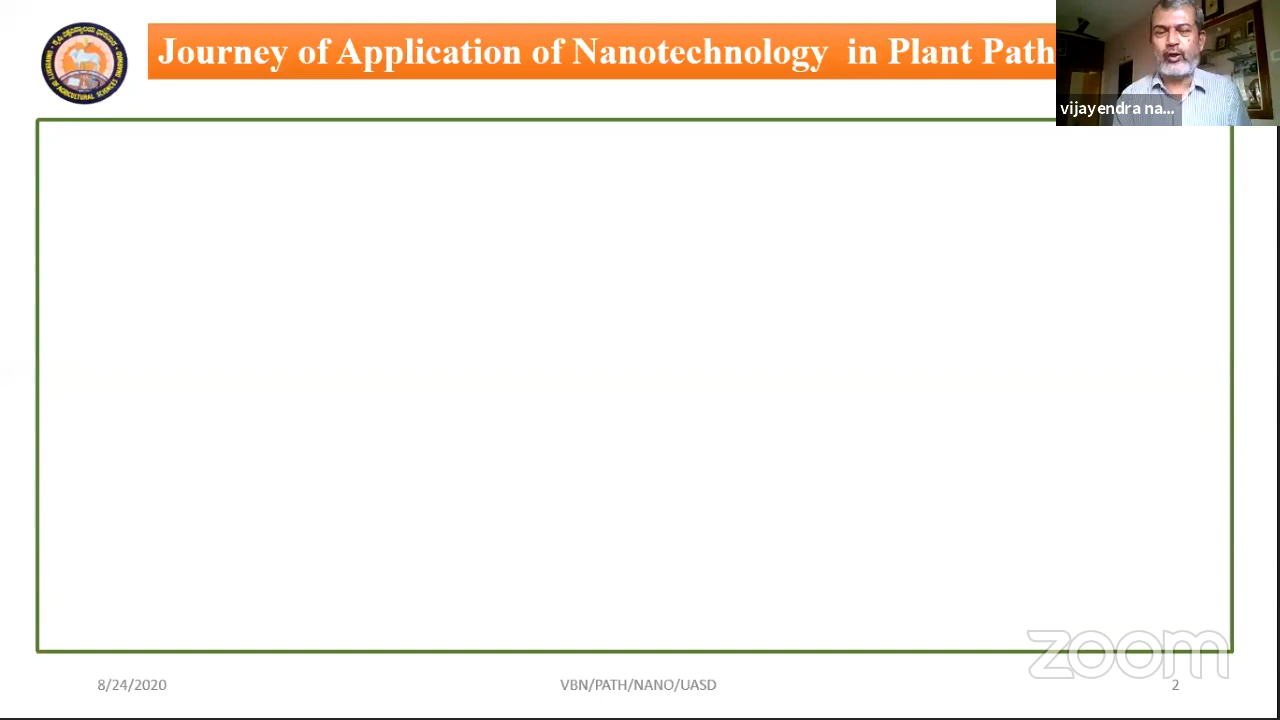 Journey of Application of Nanotechnology in Plant Path
vijayendra na...
zoom
8/24/2020
VBN/PATH/NANO/UASD
2